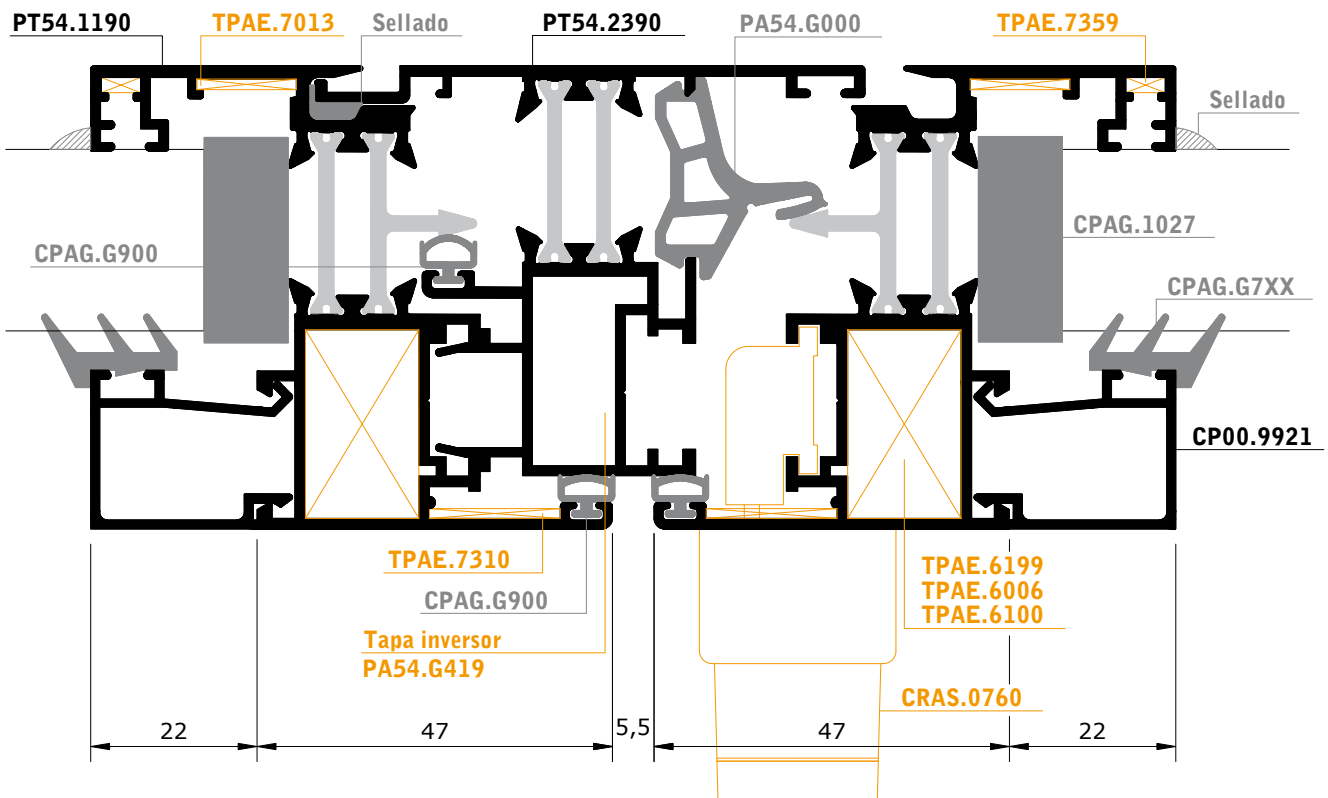 PT54.1190
TPAE.7013
Sellado
PT54.2390
PA54.G000
TPAE.7359
Sellado
CPAG.G900
CPAG.1027
CPAG.G7XX
CP00.9921
TPAE.7310
CPAG.G900
Tapa inversor
PA54.G419
TPAE.6199
TPAE.6006
TPAE.6100
CRAS.0760
22
47
5,5
47
22